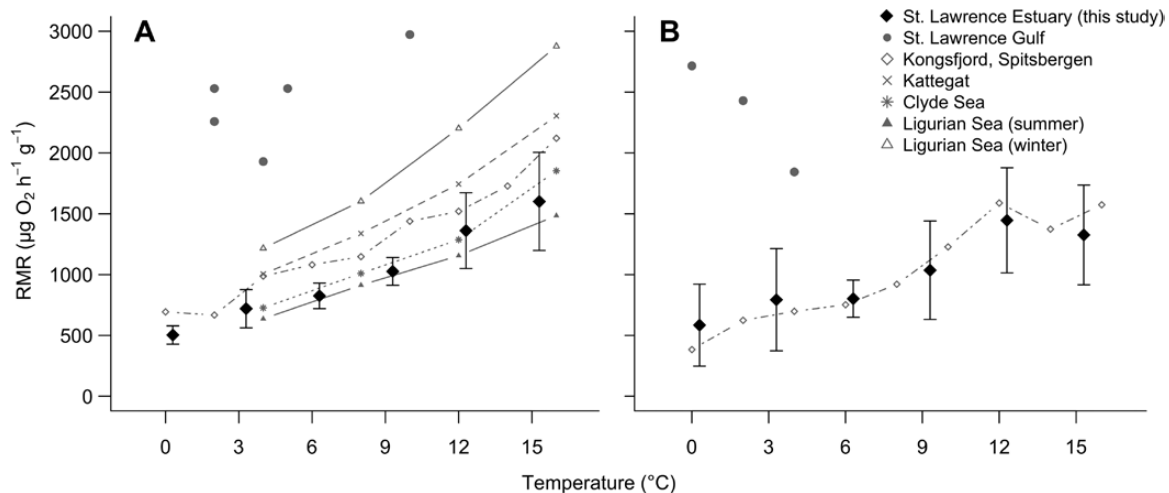 A
B
St. Lawrence Estuary (this study)
St. Lawrence Gulf
Kongsfjord, Spitsbergen
Kattegat
Clyde Sea
Ligurian Sea (summer)
Ligurian Sea (winter)
RMR (µg O₂ h⁻¹ g⁻¹)
3000
2500
2000
1500
1000
500
0
0 3 6 9 12 15
0 3 6 9 12 15
Temperature (°C)